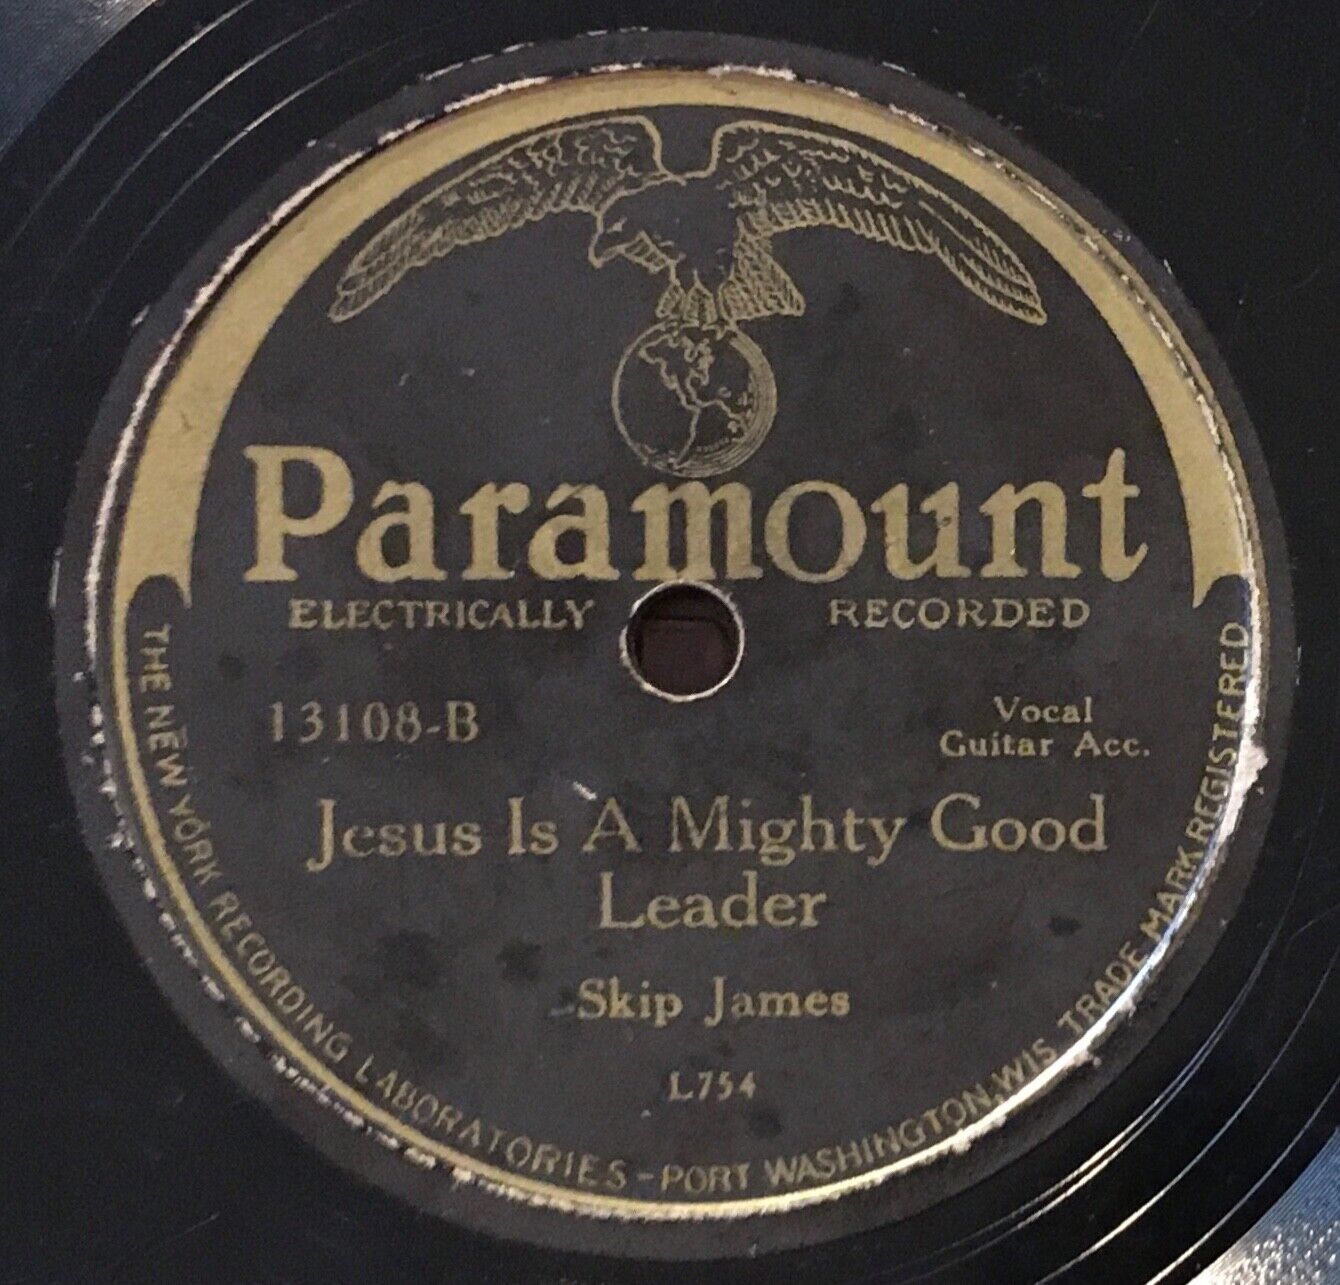 Paramount
ELECTRICALLY RECORDED
13108-B
Vocal
Guitar Acc.
Jesus Is A Mighty Good
Leader
Skip James
L754
THE NEW YORK RECORDING LABORATORIES - PORT WASHINGTON, WIS. TRADE MARK REGISTERED